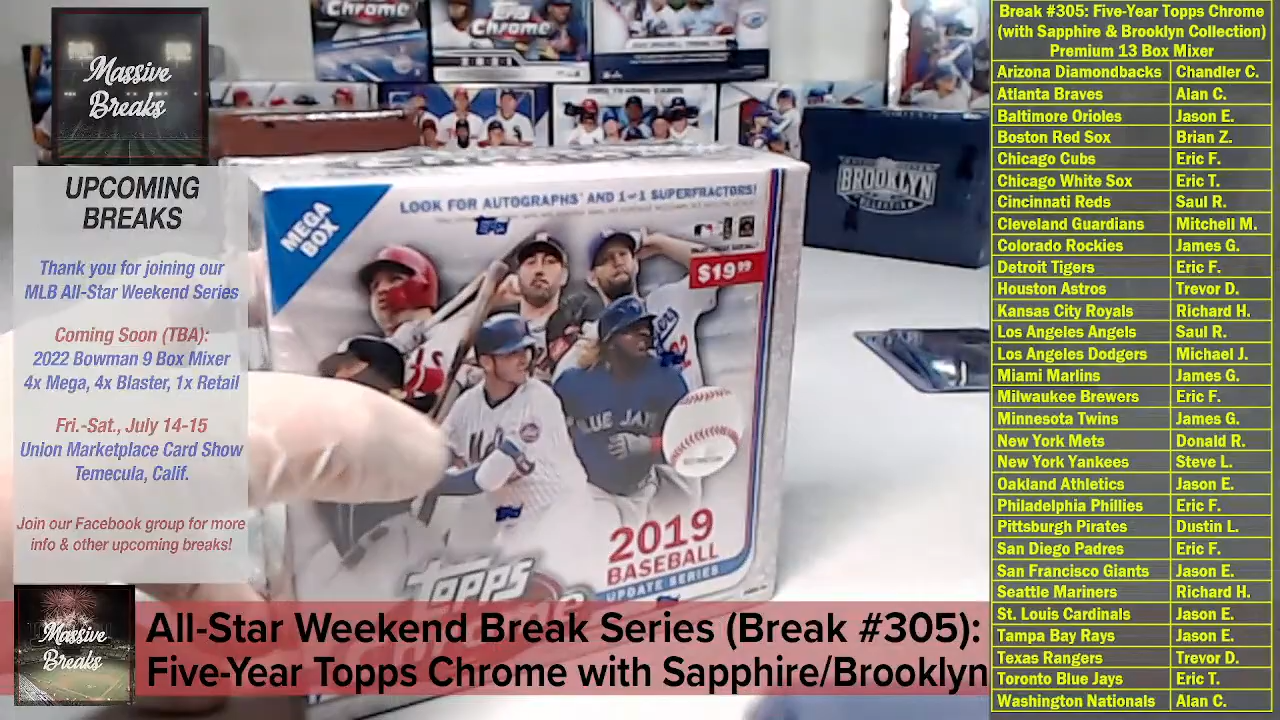 Massive
Breaks
UPCOMING
BREAKS
Thank you for joining our
MLB All-Star Weekend Series
Coming Soon (TBA):
2022 Bowman 9 Box Mixer
4x Mega, 4x Blaster, 1x Retail
Fri.-Sat., July 14-15
Union Marketplace Card Show
Temecula, Calif.
Join our Facebook group for more
info & other upcoming breaks!
Chrome
Topps
Chrome
BROOKLYN
COLLECTION
MEGA
BOX
LOOK FOR AUTOGRAPHS AND 1 OF 1 SUPERFRACTORS!
TOPPS
$19.99
BLUE JAYS
Mets
2019
BASEBALL
UPDATE SERIES
Topps
Chrome
Massive
Breaks
All-Star Weekend Break Series (Break #305):
Five-Year Topps Chrome with Sapphire/Brooklyn
Break #305: Five-Year Topps Chrome
(with Sapphire & Brooklyn Collection)
Premium 13 Box Mixer
Arizona Diamondbacks Chandler C.
Atlanta Braves Alan C.
Baltimore Orioles Jason E.
Boston Red Sox Brian Z.
Chicago Cubs Eric F.
Chicago White Sox Eric T.
Cincinnati Reds Saul R.
Cleveland Guardians Mitchell M.
Colorado Rockies James G.
Detroit Tigers Eric F.
Houston Astros Trevor D.
Kansas City Royals Richard H.
Los Angeles Angels Saul R.
Los Angeles Dodgers Michael J.
Miami Marlins James G.
Milwaukee Brewers Eric F.
Minnesota Twins James G.
New York Mets Donald R.
New York Yankees Steve L.
Oakland Athletics Jason E.
Philadelphia Phillies Eric F.
Pittsburgh Pirates Dustin L.
San Diego Padres Eric F.
San Francisco Giants Jason E.
Seattle Mariners Richard H.
St. Louis Cardinals Jason E.
Tampa Bay Rays Jason E.
Texas Rangers Trevor D.
Toronto Blue Jays Eric T.
Washington Nationals Alan C.